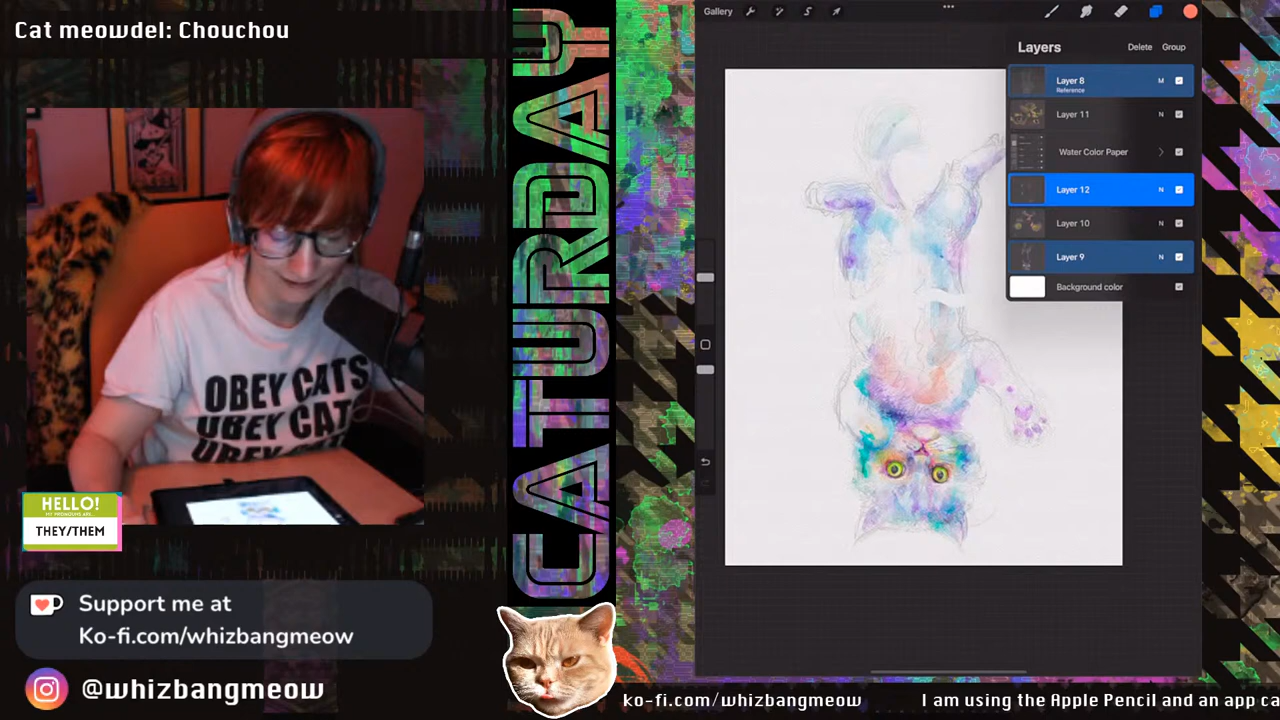 Cat meowdel: Chouchou
OBEY CATS
OBEY CAT
HELLO!
THEY/THEM
Support me at
Ko-fi.com/whizbangmeow
@whizbangmeow
CATURDAY
Gallery
Layers
Delete
Group
Layer 8
M
Reference
Layer 11
N
Water Color Paper
Layer 12
N
Layer 10
N
Layer 9
N
Background color
ko-fi.com/whizbangmeow
I am using the Apple Pencil and an app ca